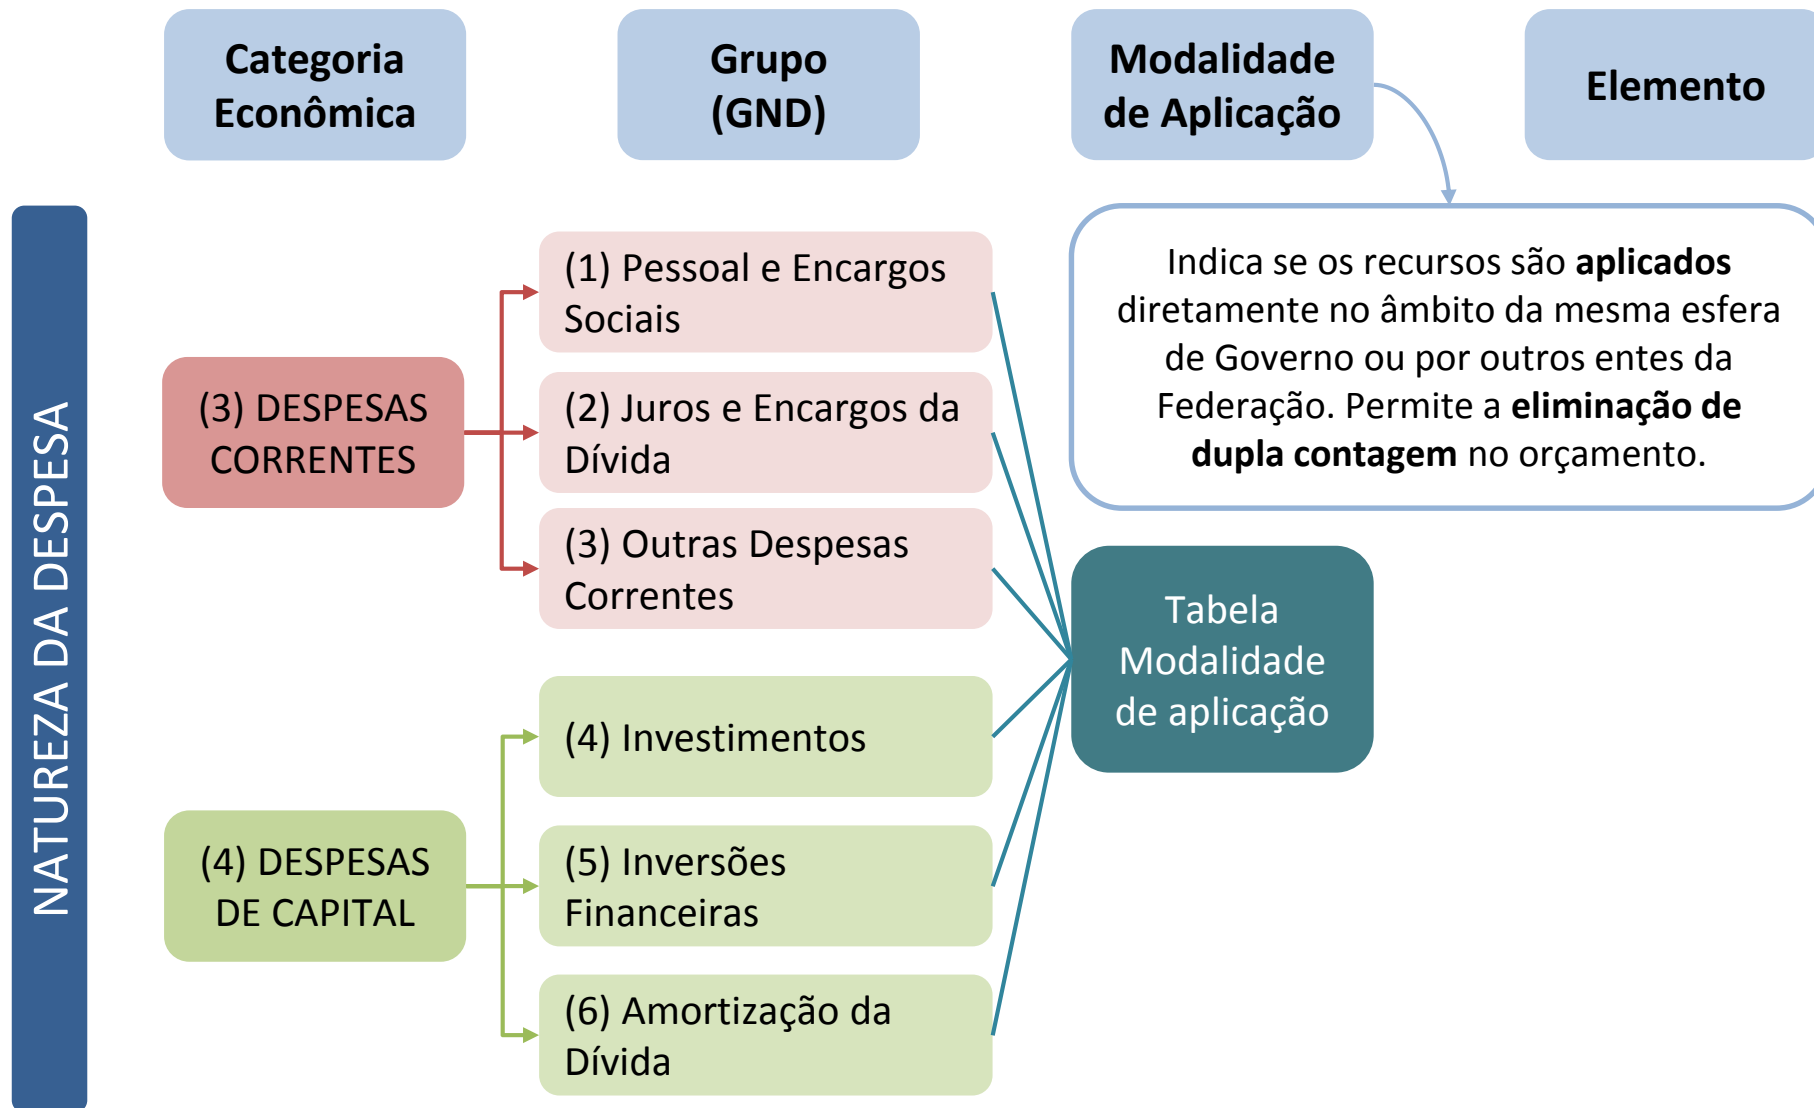 Categoria
Econômica
Grupo
(GND)
Modalidade
de Aplicação
Elemento
NATUREZA DA DESPESA
(3) DESPESAS
CORRENTES
(1) Pessoal e Encargos
Sociais
(2) Juros e Encargos da
Dívida
(3) Outras Despesas
Correntes
Indica se os recursos são aplicados
diretamente no âmbito da mesma esfera
de Governo ou por outros entes da
Federação. Permite a eliminação de
dupla contagem no orçamento.
Tabela
Modalidade
de aplicação
(4) DESPESAS
DE CAPITAL
(4) Investimentos
(5) Inversões
Financeiras
(6) Amortização da
Dívida